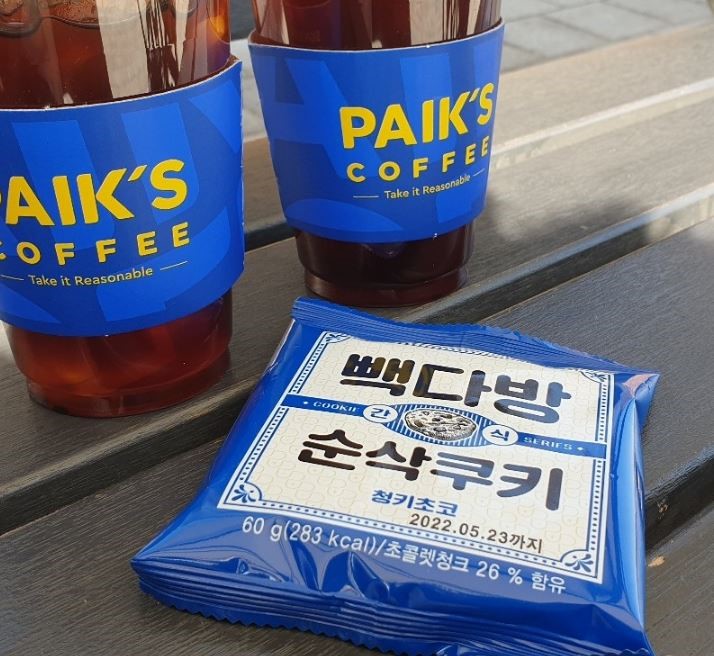 PAIK'S
COFFEE
Take it Reasonable
PAIK'S
COFFEE
Take it Reasonable
빽다방
COOKIE 간 식 SERIES
순삭쿠키
청키초코
2022.05.23까지
60 g(283 kcal)/초콜렛청크 26 % 함유